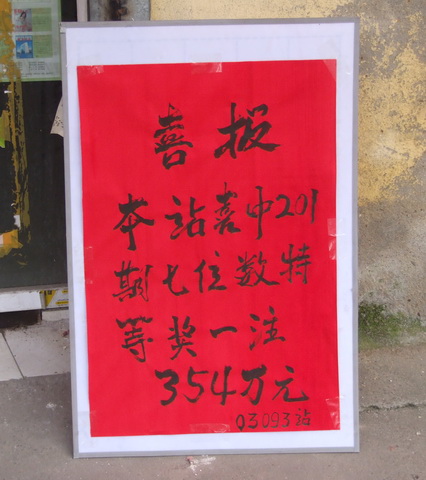 喜报
本站喜中201
期七位数特
等奖一注
354万元
03093站